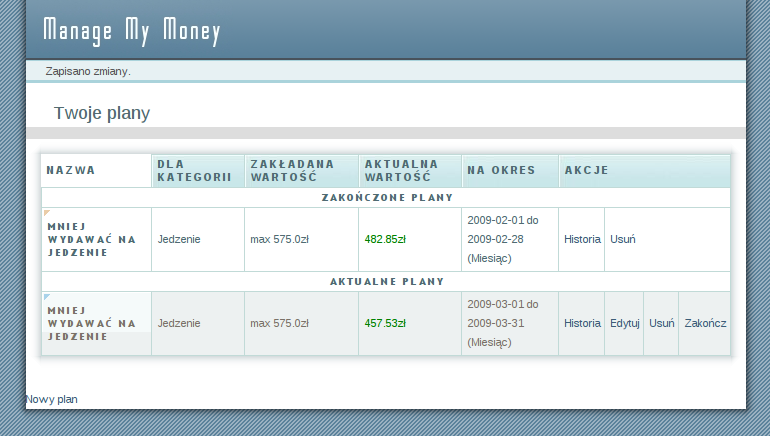 Manage My Money
Zapisano zmiany.
Twoje plany
NAZWA DLA KATEGORII ZAKŁADANA WARTOŚĆ AKTUALNA WARTOŚĆ NA OKRES AKCJE
ZAKOŃCZONE PLANY
MNIEJ WYDAWAĆ NA JEDZENIE Jedzenie max 575.0zł 482.85zł 2009-02-01 do 2009-02-28 (Miesiąc) Historia Usuń
AKTUALNE PLANY
MNIEJ WYDAWAĆ NA JEDZENIE Jedzenie max 575.0zł 457.53zł 2009-03-01 do 2009-03-31 (Miesiąc) Historia Edytuj Usuń Zakończ
Nowy plan